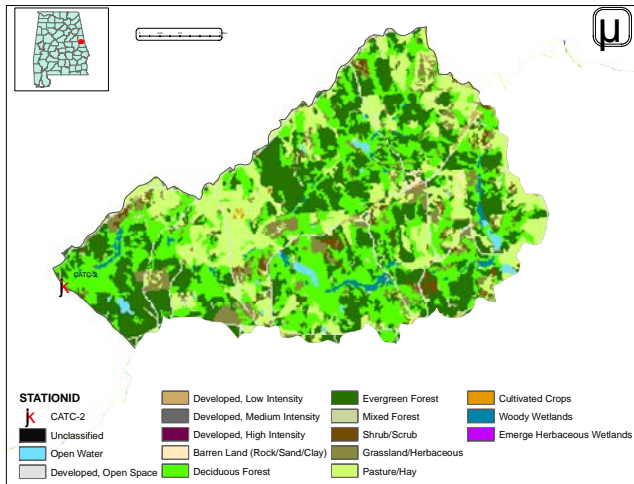 µ
CATC-2
jk
STATIONID
jk CATC-2
Unclassified
Open Water
Developed, Open Space
Developed, Low Intensity
Developed, Medium Intensity
Developed, High Intensity
Barren Land (Rock/Sand/Clay)
Deciduous Forest
Evergreen Forest
Mixed Forest
Shrub/Scrub
Grassland/Herbaceous
Pasture/Hay
Cultivated Crops
Woody Wetlands
Emerge Herbaceous Wetlands